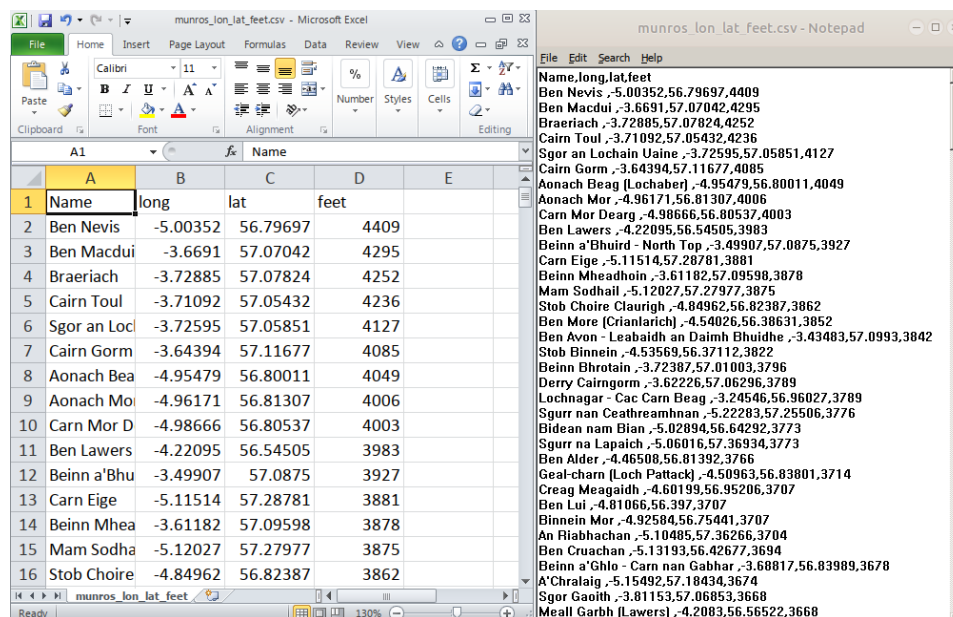 munros_lon_lat_feet.csv - Microsoft Excel
File Home Insert Page Layout Formulas Data Review View
Calibri 11
Paste
B I U A A
% Number
Styles
Cells
Clipboard Font Alignment Editing
A1 fx Name
A B C D E
1 Name long lat feet
2 Ben Nevis -5.00352 56.79697 4409
3 Ben Macdui -3.6691 57.07042 4295
4 Braeriach -3.72885 57.07824 4252
5 Cairn Toul -3.71092 57.05432 4236
6 Sgor an Loc -3.72595 57.05851 4127
7 Cairn Gorm -3.64394 57.11677 4085
8 Aonach Bea -4.95479 56.80011 4049
9 Aonach Mo -4.96171 56.81307 4006
10 Carn Mor D -4.98666 56.80537 4003
11 Ben Lawers -4.22095 56.54505 3983
12 Beinn a'Bhu -3.49907 57.0875 3927
13 Carn Eige -5.11514 57.28781 3881
14 Beinn Mhea -3.61182 57.09598 3878
15 Mam Sodha -5.12027 57.27977 3875
16 Stob Choire -4.84962 56.82387 3862
munros_lon_lat_feet
Ready 130%
munros_lon_lat_feet.csv - Notepad
File Edit Search Help
Name,long,lat,feet
Ben Nevis ,-5.00352,56.79697,4409
Ben Macdui ,-3.6691,57.07042,4295
Braeriach ,-3.72885,57.07824,4252
Cairn Toul ,-3.71092,57.05432,4236
Sgor an Lochain Uaine ,-3.72595,57.05851,4127
Cairn Gorm ,-3.64394,57.11677,4085
Aonach Beag (Lochaber) ,-4.95479,56.80011,4049
Aonach Mor ,-4.96171,56.81307,4006
Carn Mor Dearg ,-4.98666,56.80537,4003
Ben Lawers ,-4.22095,56.54505,3983
Beinn a'Bhuird - North Top ,-3.49907,57.0875,3927
Carn Eige ,-5.11514,57.28781,3881
Beinn Mheadhoin ,-3.61182,57.09598,3878
Mam Sodhail ,-5.12027,57.27977,3875
Stob Choire Claurigh ,-4.84962,56.82387,3862
Ben More (Crianlarich) ,-4.54026,56.38631,3852
Ben Avon - Leabaidh an Daimh Bhuidhe ,-3.43483,57.0993,3842
Stob Binnein ,-4.53569,56.37112,3822
Beinn Bhrotain ,-3.72387,57.01003,3796
Derry Cairngorm ,-3.62226,57.06296,3789
Lochnagar - Cac Carn Beag ,-3.24546,56.96027,3789
Sgurr nan Ceathreamhnan ,-5.22283,57.25506,3776
Bidean nam Bian ,-5.02894,56.64292,3773
Sgurr na Lapaich ,-5.06016,57.36934,3773
Ben Alder ,-4.46508,56.81392,3766
Geal-charn (Loch Pattack) ,-4.50963,56.83801,3714
Creag Meagaidh ,-4.60199,56.95206,3707
Ben Lui ,-4.81066,56.397,3707
Binnein Mor ,-4.92584,56.75441,3707
An Riabhachan ,-5.10485,57.36266,3704
Ben Cruachan ,-5.13193,56.42677,3694
Beinn a'Ghlo - Carn nan Gabhar ,-3.68817,56.83989,3678
A'Chralaig ,-5.15492,57.18434,3674
Sgor Gaoith ,-3.81153,57.06853,3668
Meall Garbh (Lawers) ,-4.2083,56.56522,3668